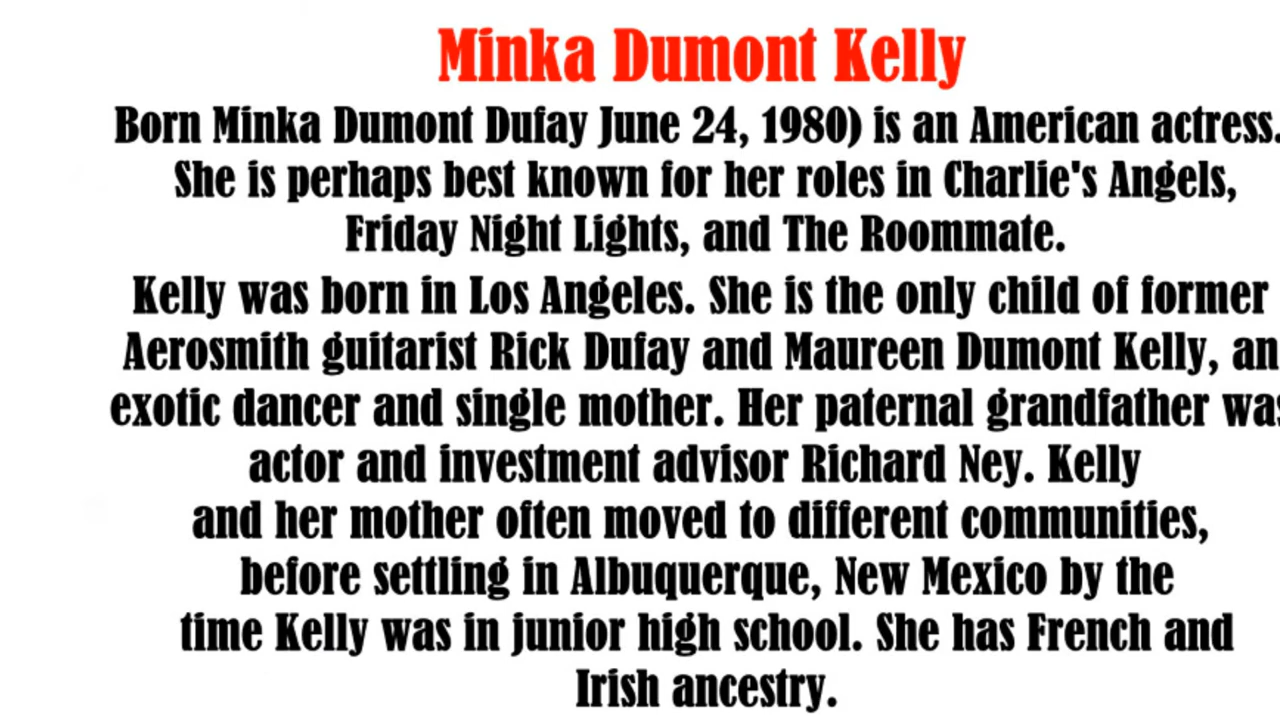 Minka Dumont Kelly
Born Minka Dumont Dufay June 24, 1980) is an American actress.
She is perhaps best known for her roles in Charlie's Angels,
Friday Night Lights, and The Roommate.
Kelly was born in Los Angeles. She is the only child of former
Aerosmith guitarist Rick Dufay and Maureen Dumont Kelly, an
exotic dancer and single mother. Her paternal grandfather was
actor and investment advisor Richard Ney. Kelly
and her mother often moved to different communities,
before settling in Albuquerque, New Mexico by the
time Kelly was in junior high school. She has French and
Irish ancestry.